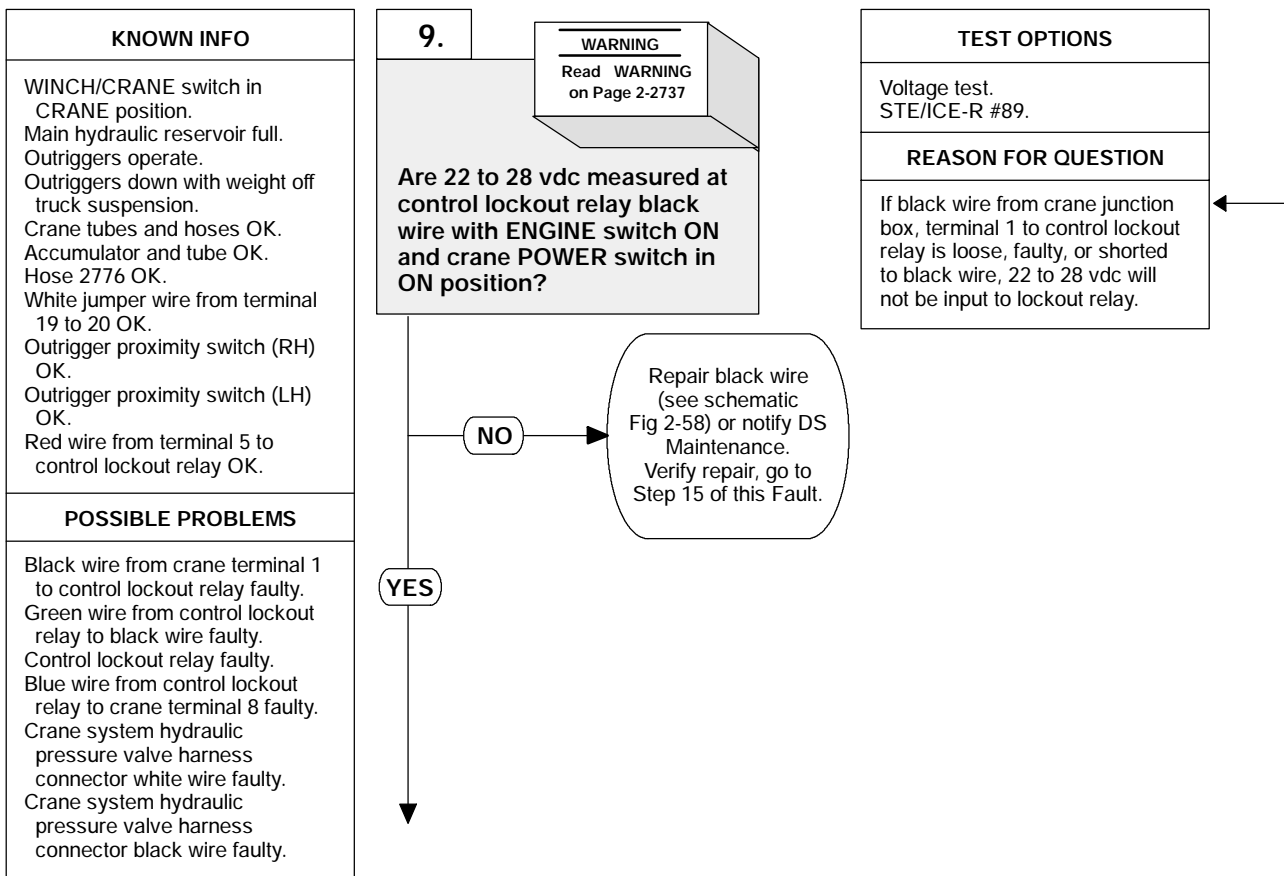 KNOWN INFO
WINCH/CRANE switch in
CRANE position.
Main hydraulic reservoir full.
Outriggers operate.
Outriggers down with weight off
truck suspension.
Crane tubes and hoses OK.
Accumulator and tube OK.
Hose 2776 OK.
White jumper wire from terminal
19 to 20 OK.
Outrigger proximity switch (RH)
OK.
Outrigger proximity switch (LH)
OK.
Red wire from terminal 5 to
control lockout relay OK.
POSSIBLE PROBLEMS
Black wire from crane terminal 1
to control lockout relay faulty.
Green wire from control lockout
relay to black wire faulty.
Control lockout relay faulty.
Blue wire from control lockout
relay to crane terminal 8 faulty.
Crane system hydraulic
pressure valve harness
connector white wire faulty.
Crane system hydraulic
pressure valve harness
connector black wire faulty.
9.
WARNING
Read WARNING
on Page 2-2737
Are 22 to 28 vdc measured at
control lockout relay black
wire with ENGINE switch ON
and crane POWER switch in
ON position?
NO
Repair black wire
(see schematic
Fig 2-58) or notify DS
Maintenance.
Verify repair, go to
Step 15 of this Fault.
YES
TEST OPTIONS
Voltage test.
STE/ICE-R #89.
REASON FOR QUESTION
If black wire from crane junction
box, terminal 1 to control lockout
relay is loose, faulty, or shorted
to black wire, 22 to 28 vdc will
not be input to lockout relay.